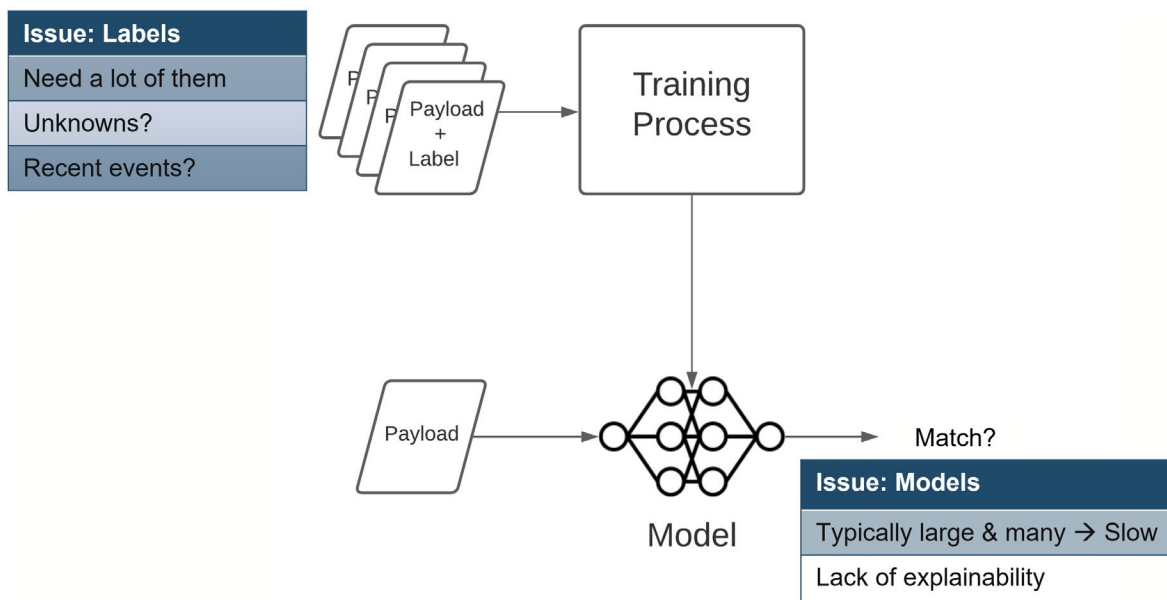 Issue: Labels
Need a lot of them
Unknowns?
Recent events?
P
P
P
Payload
+
Label
Training
Process
Payload
Model
Match?
Issue: Models
Typically large & many → Slow
Lack of explainability